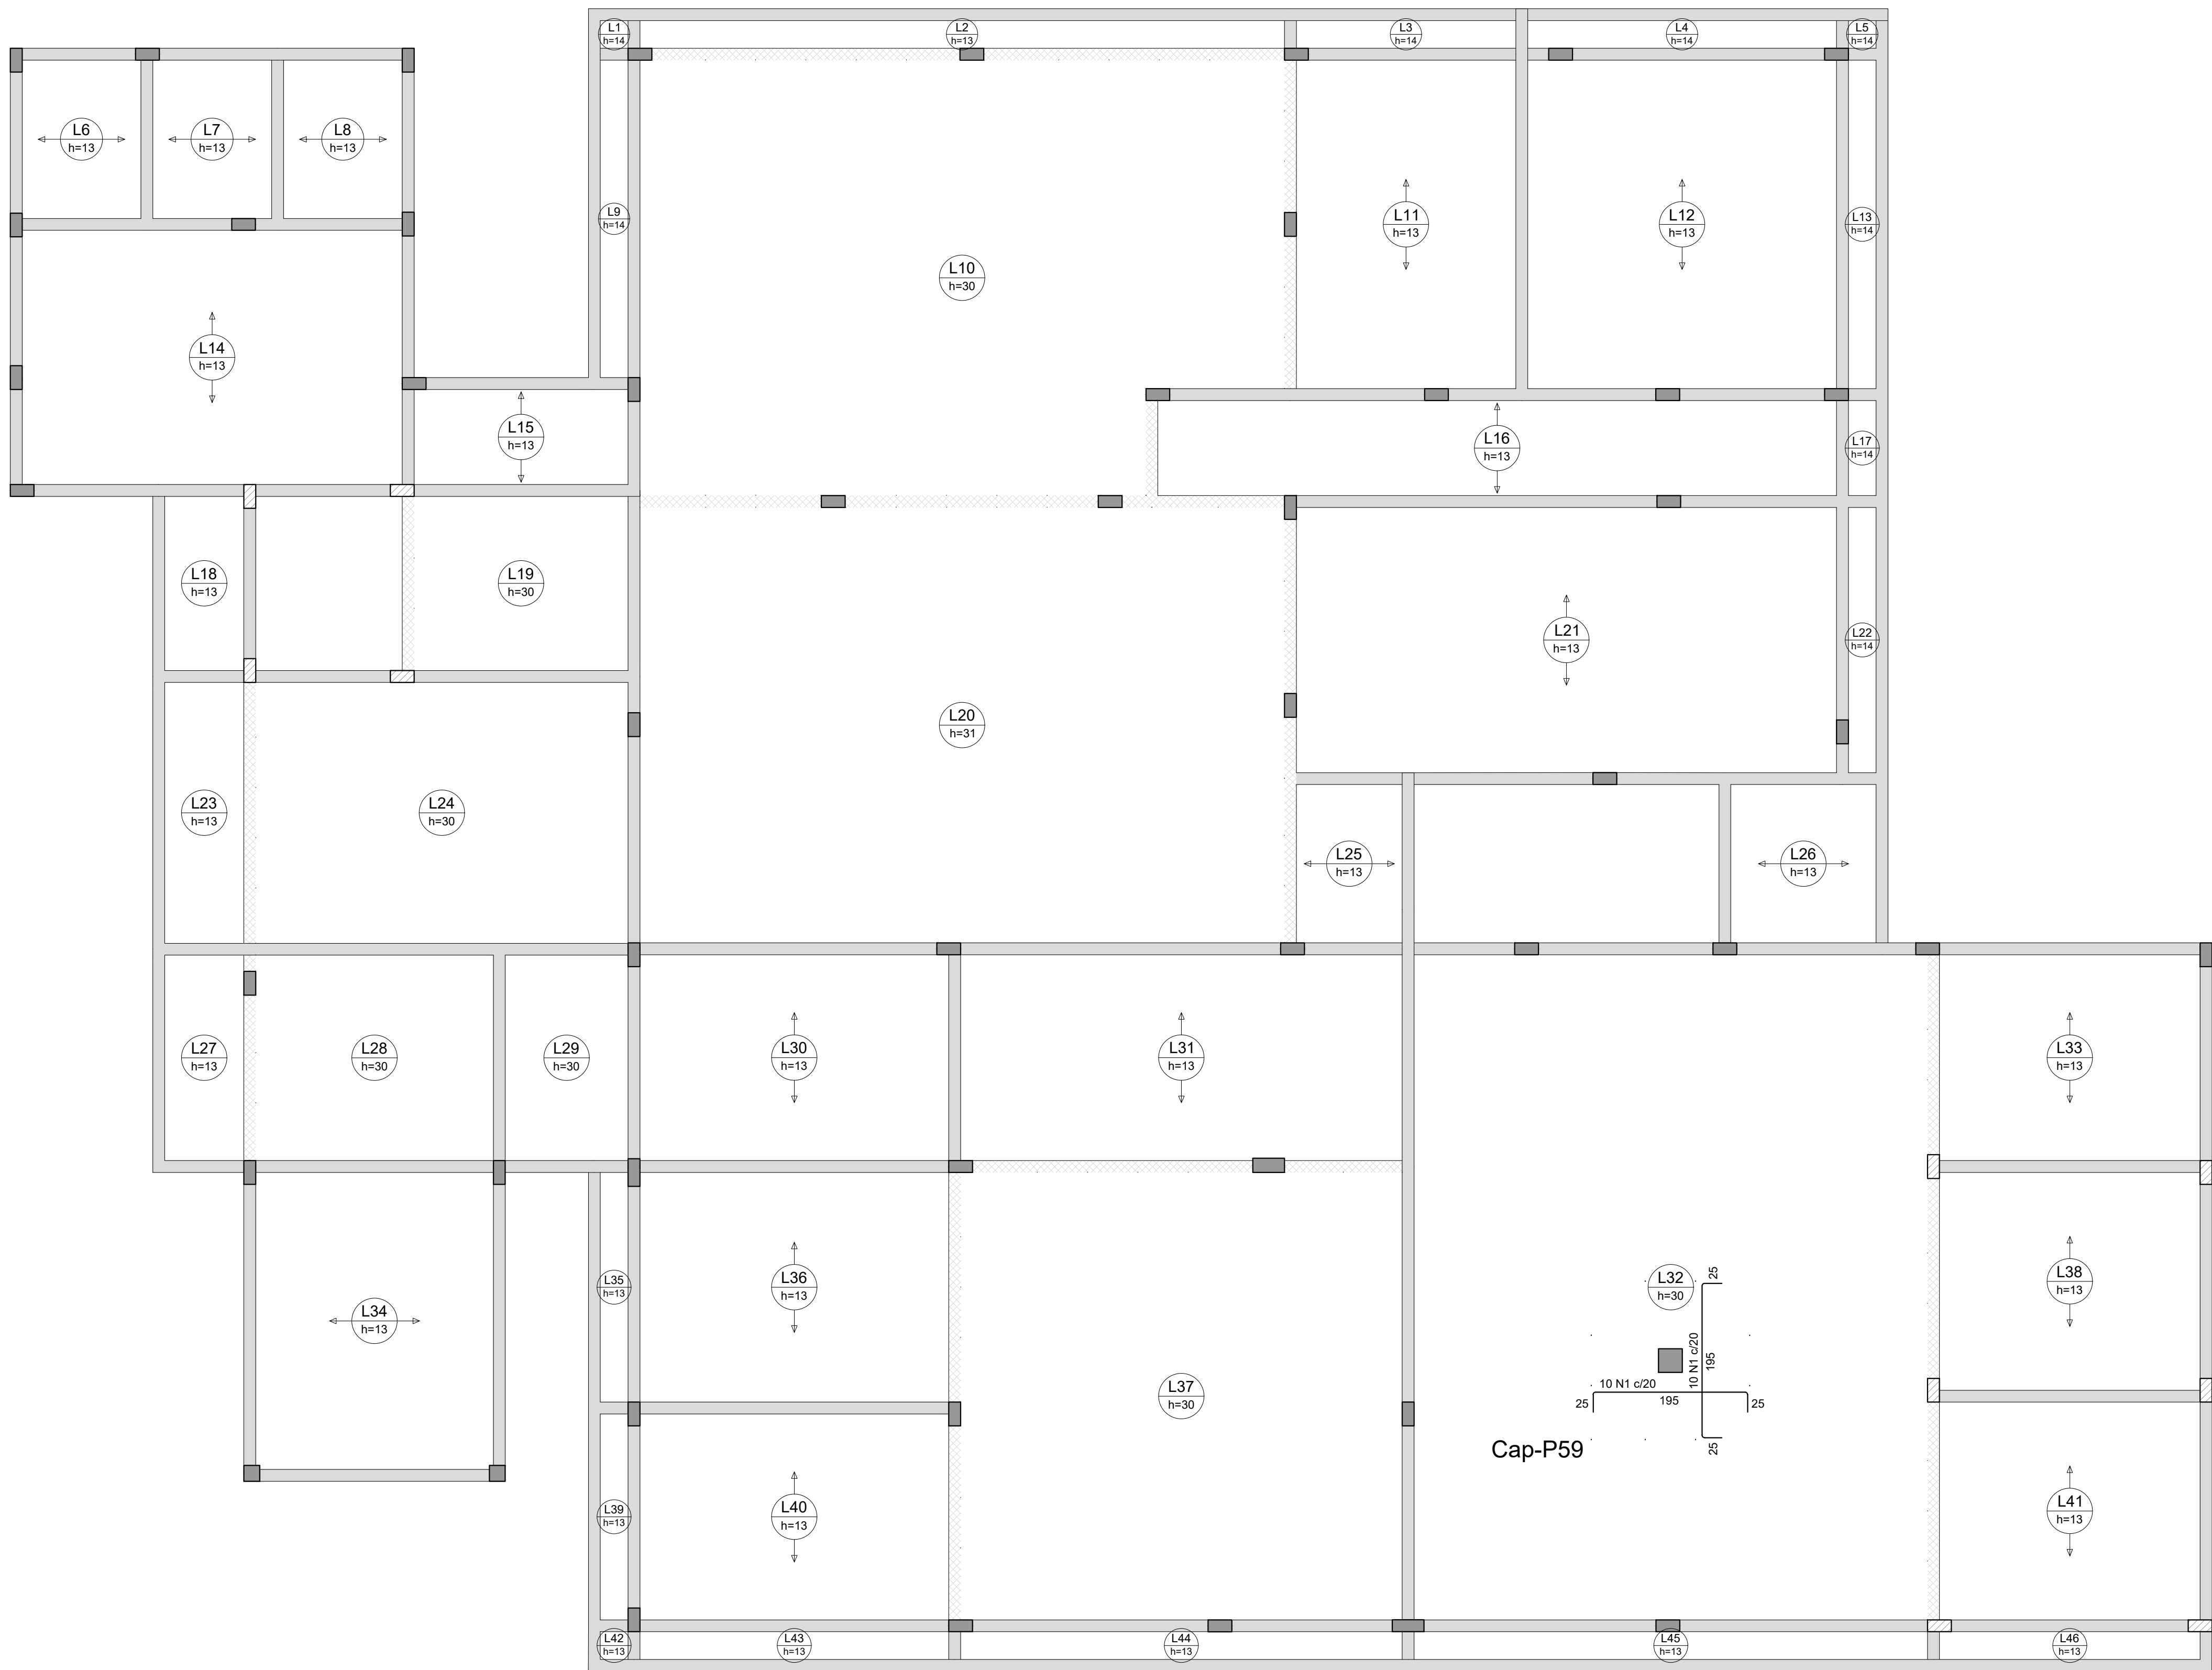 L1
h=14
L2
h=13
L3
h=14
L4
h=14
L5
h=14
L6
h=13
L7
h=13
L8
h=13
L9
h=14
L10
h=30
L11
h=13
L12
h=13
L13
h=14
L14
h=13
L15
h=13
L16
h=13
L17
h=14
L18
h=13
L19
h=30
L20
h=31
L21
h=13
L22
h=14
L23
h=13
L24
h=30
L25
h=13
L26
h=13
L27
h=13
L28
h=30
L29
h=30
L30
h=13
L31
h=13
L32
h=30
L33
h=13
L34
h=13
L35
h=13
L36
h=13
L37
h=30
L38
h=13
25
10 N1 c/20
195
25
10 N1 c/20
195
25
25
Cap-P59
L39
h=13
L40
h=13
L41
h=13
L42
h=13
L43
h=13
L44
h=13
L45
h=13
L46
h=13